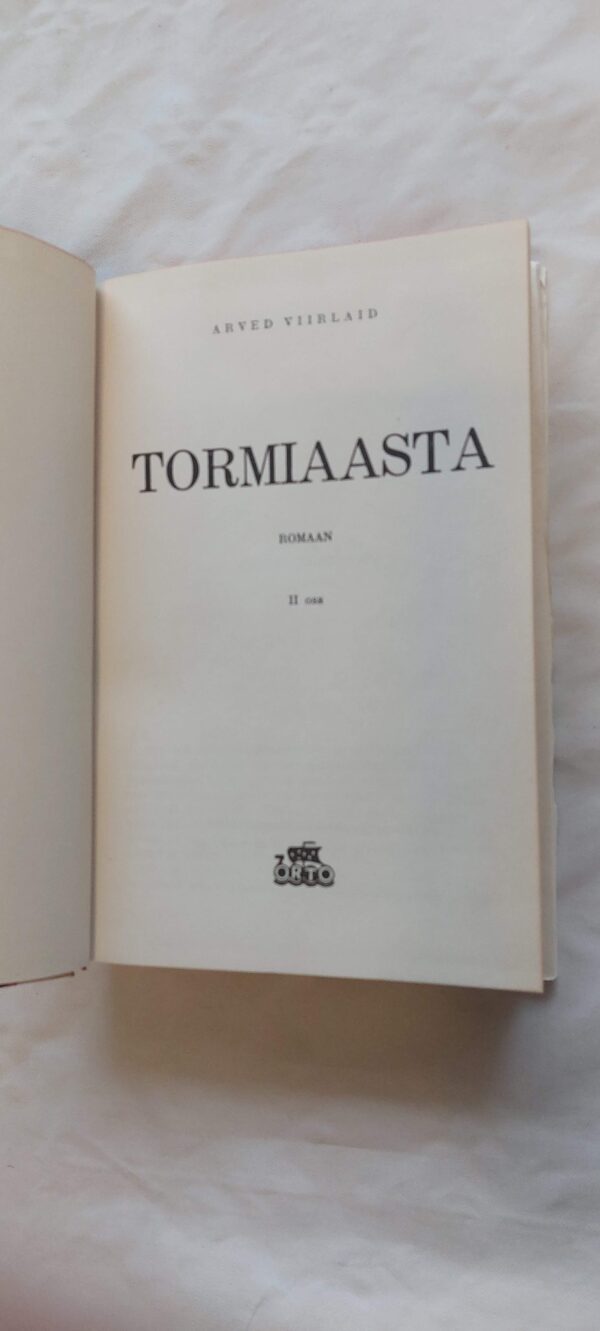 ARVED VIIRLAID
TORMIAASTA
ROMAAN
II osa
ORTO